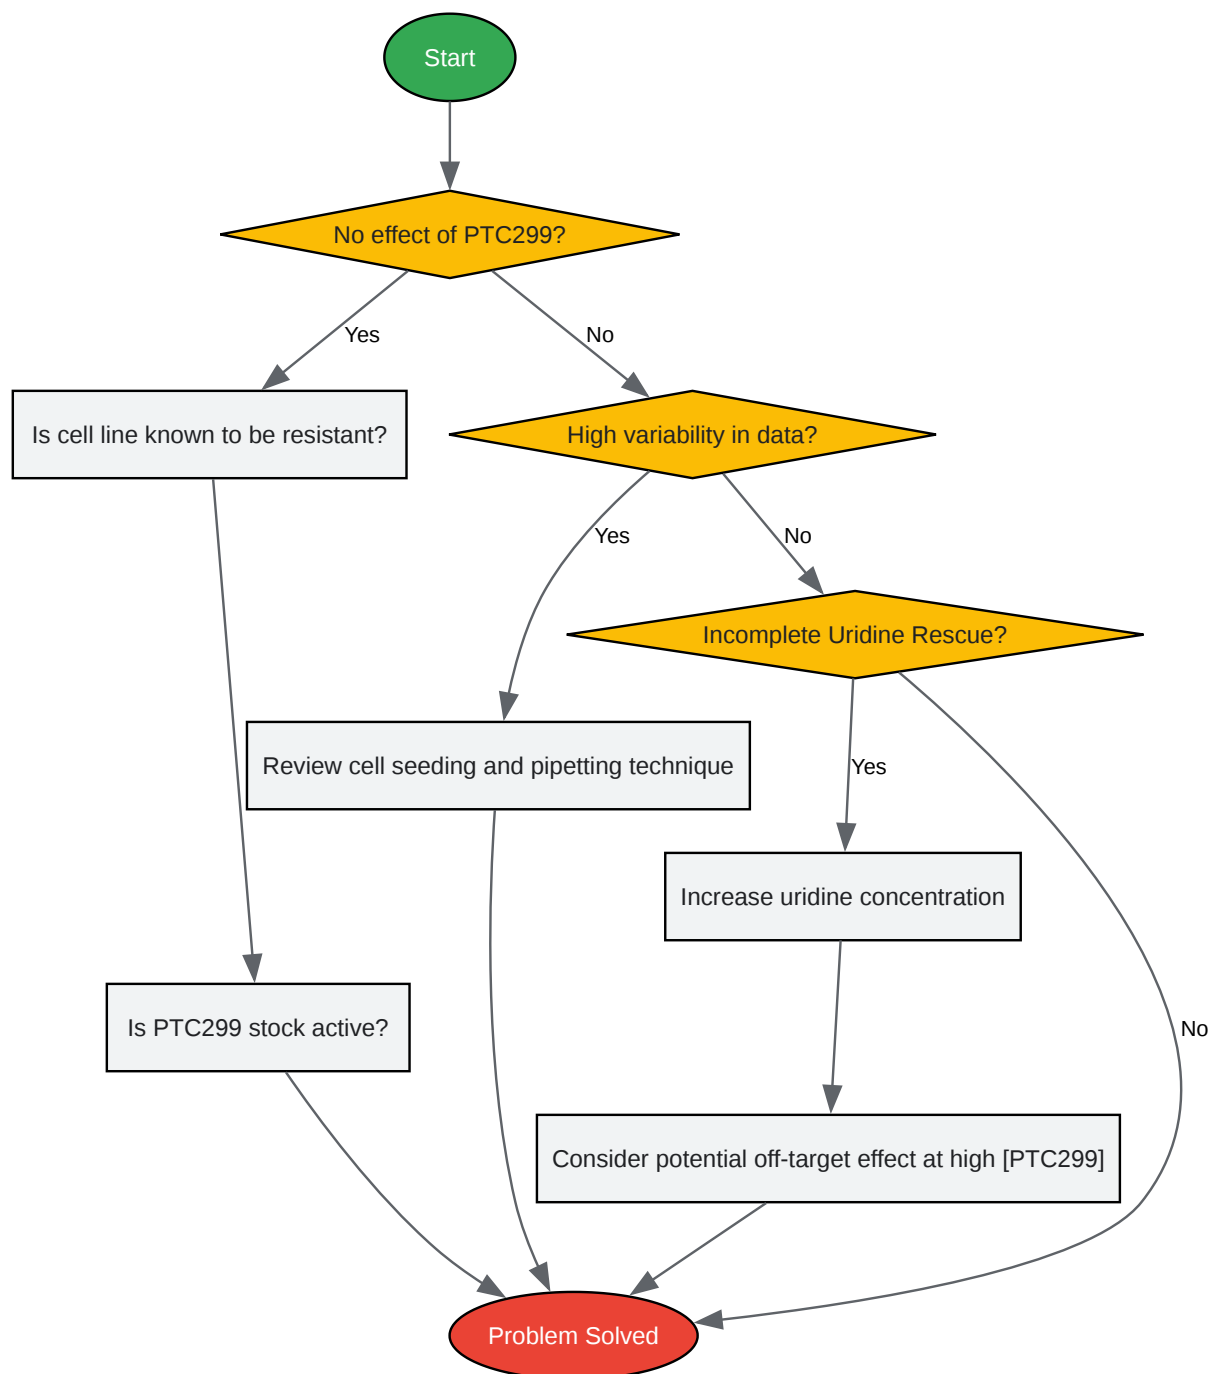 Start
No effect of PTC299?
Yes
No
Is cell line known to be resistant?
High variability in data?
Yes
No
Incomplete Uridine Rescue?
Review cell seeding and pipetting technique
Yes
Increase uridine concentration
Is PTC299 stock active?
No
Consider potential off-target effect at high [PTC299]
Problem Solved